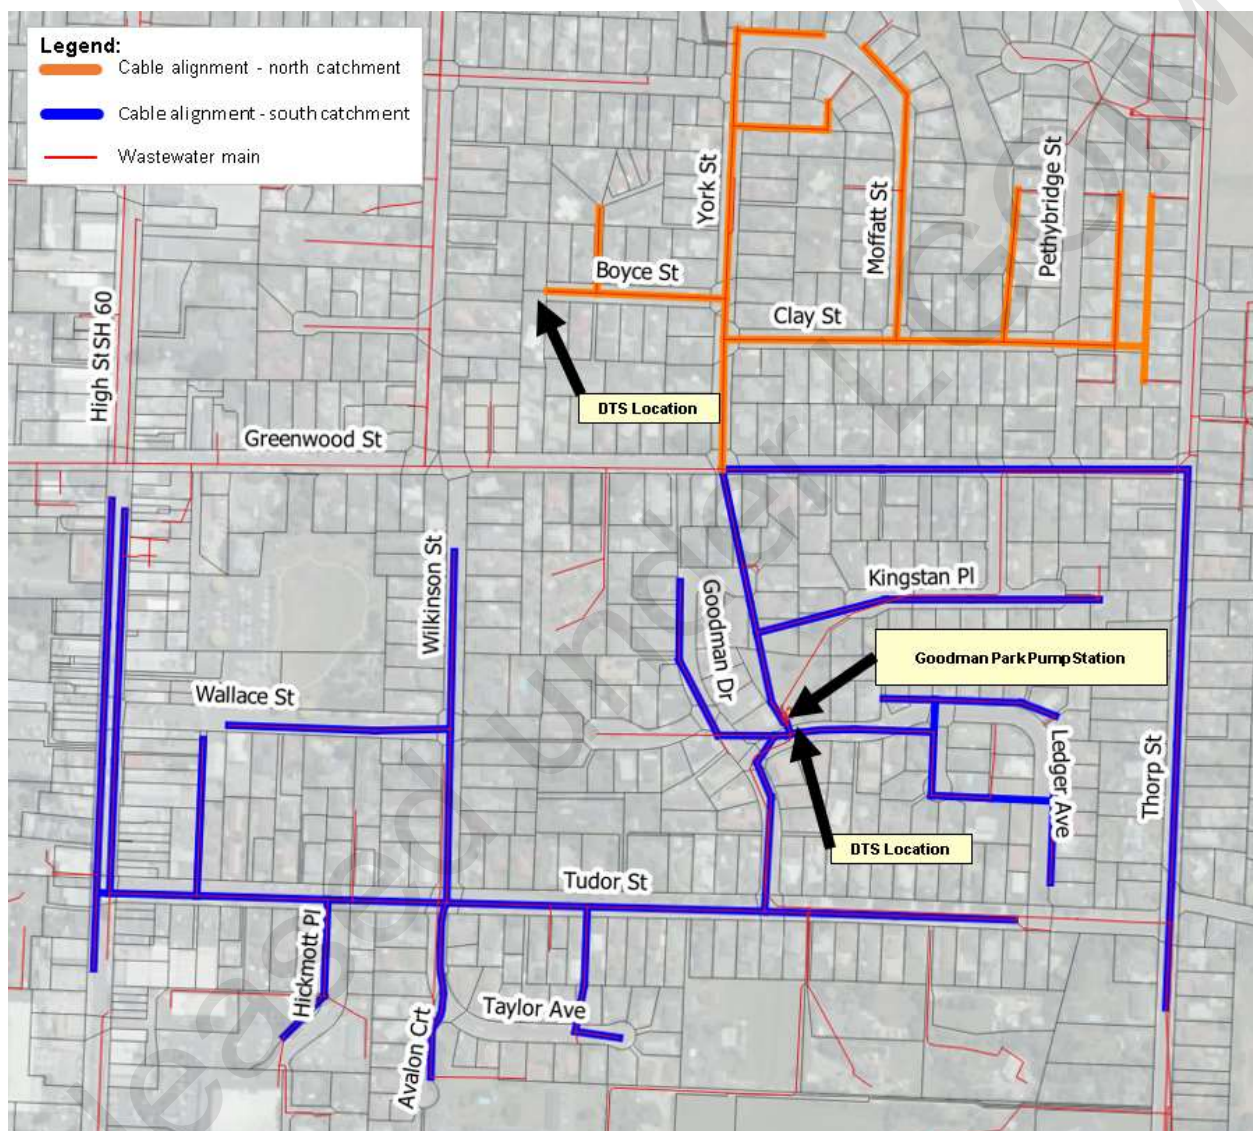 Legend:
Cable alignment - north catchment
Cable alignment - south catchment
Wastewater main
York St
Moffatt St
Pethybridge St
Boyce St
Clay St
High St SH 60
DTS Location
Greenwood St
Wilkinson St
Goodman Dr
Kingstan Pl
Goodman Park Pump Station
Wallace St
Ledger Ave
Thorp St
DTS Location
Tudor St
Hickmott Pl
Taylor Ave
Avalon Crt